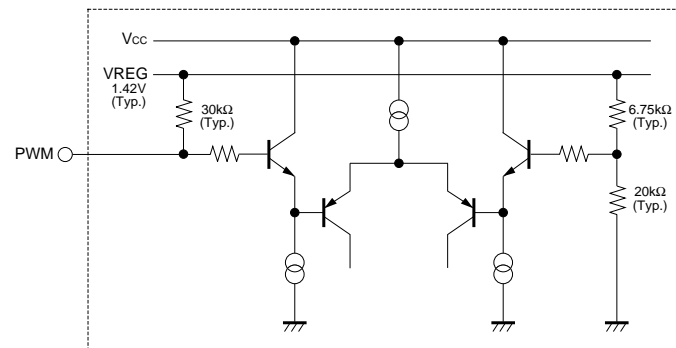 Vcc
VREG
1.42V
(Typ.)
30kΩ
(Typ.)
6.75kΩ
(Typ.)
PWM
20kΩ
(Typ.)